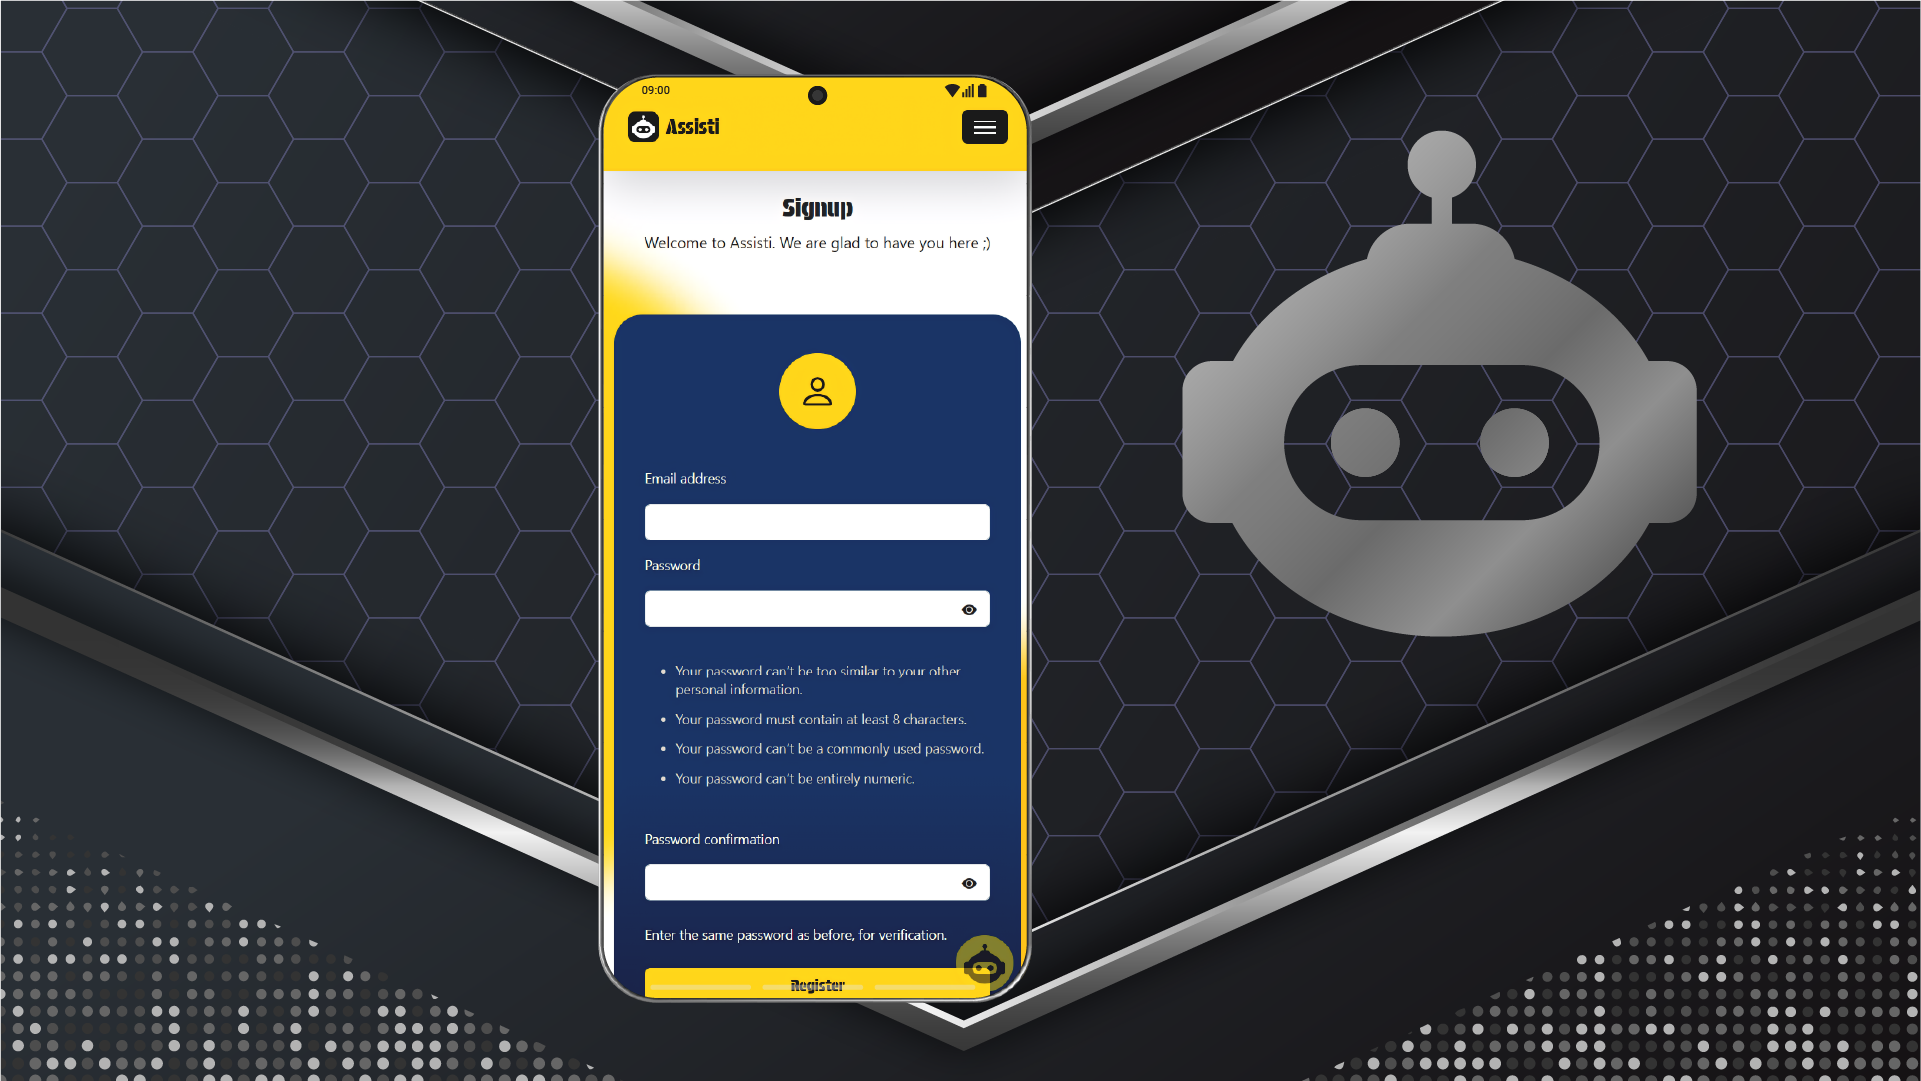 09:00
Assisti
Signup
Welcome to Assisti. We are glad to have you here ;)
Email address
Password
Your password can't be too similar to your other
personal information.
Your password must contain at least 8 characters.
Your password can't be a commonly used password.
Your password can't be entirely numeric.
Password confirmation
Enter the same password as before, for verification.
Register